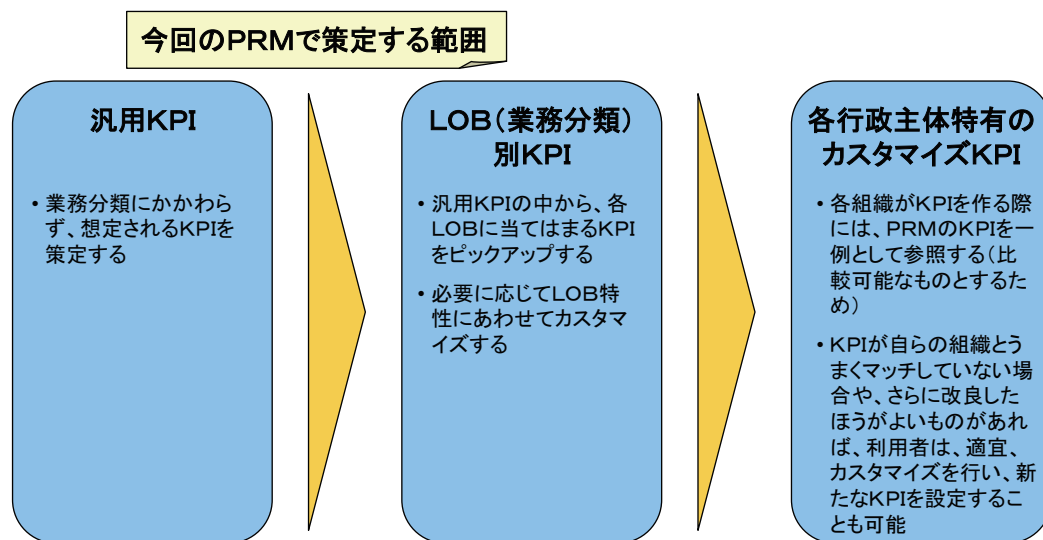 今回のPRMで策定する範囲
汎用KPI
• 業務分類にかかわら
ず、想定されるKPIを
策定する
LOB(業務分類)
別KPI
• 汎用KPIの中から、各
LOBに当てはまるKPI
をピックアップする
• 必要に応じてLOB特
性にあわせてカスタマ
イズする
各行政主体特有の
カスタマイズKPI
• 各組織がKPIを作る際
には、PRMのKPIを一
例として参照する(比
較可能なものとするた
め)
• KPIが自らの組織とう
まくマッチしていない場
合や、さらに改良した
ほうがよいものがあれ
ば、利用者は、適宜、
カスタマイズを行い、新
たなKPIを設定するこ
とも可能